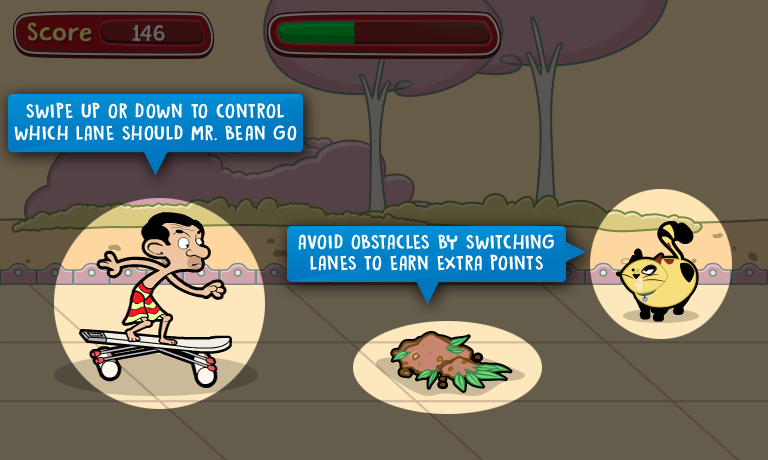 Score 146
SWIPE UP OR DOWN TO CONTROL
WHICH LANE SHOULD MR. BEAN GO
AVOID OBSTACLES BY SWITCHING
LANES TO EARN EXTRA POINTS